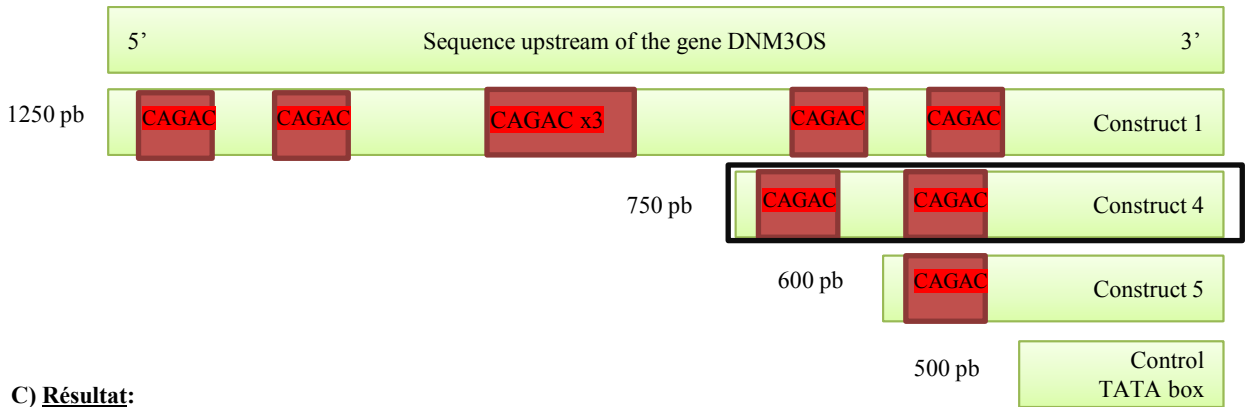 5’ Sequence upstream of the gene DNM3OS 3’
1250 pb CAGAC CAGAC CAGAC x3 CAGAC CAGAC Construct 1
750 pb CAGAC CAGAC Construct 4
600 pb CAGAC Construct 5
500 pb Control
TATA box
C) Résultat: